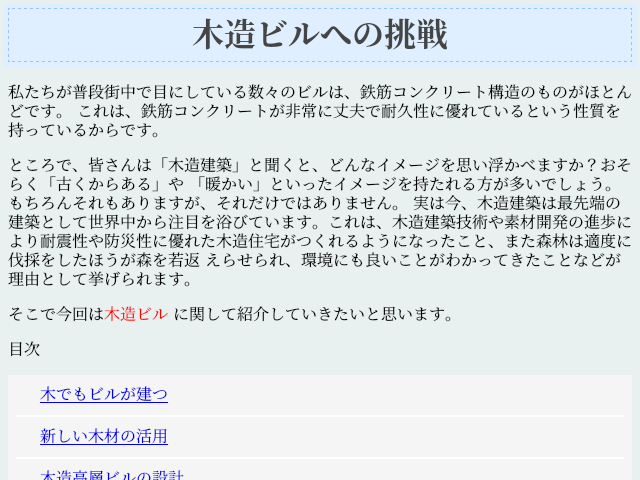 木造ビルへの挑戦
私たちが普段街中で目にしている数々のビルは、鉄筋コンクリート構造のものがほとん
どです。 これは、鉄筋コンクリートが非常に丈夫で耐久性に優れているという性質を
持っているからです。
ところで、皆さんは「木造建築」と聞くと、どんなイメージを思い浮かべますか？おそ
らく「古くからある」や 「暖かい」といったイメージを持たれる方が多いでしょう。
もちろんそれもありますが、それだけではありません。 実は今、木造建築は最先端の
建築として世界中から注目を浴びています。これは、木造建築技術や素材開発の進歩に
より耐震性や防災性に優れた木造住宅がつくれるようになったこと、また森林は適度に
伐採をしたほうが森を若返 えらせられ、環境にも良いことがわかってきたことなどが
理由として挙げられます。
そこで今回は木造ビル に関して紹介していきたいと思います。
目次
木でもビルが建つ
新しい木材の活用
木造高層ビルの設計